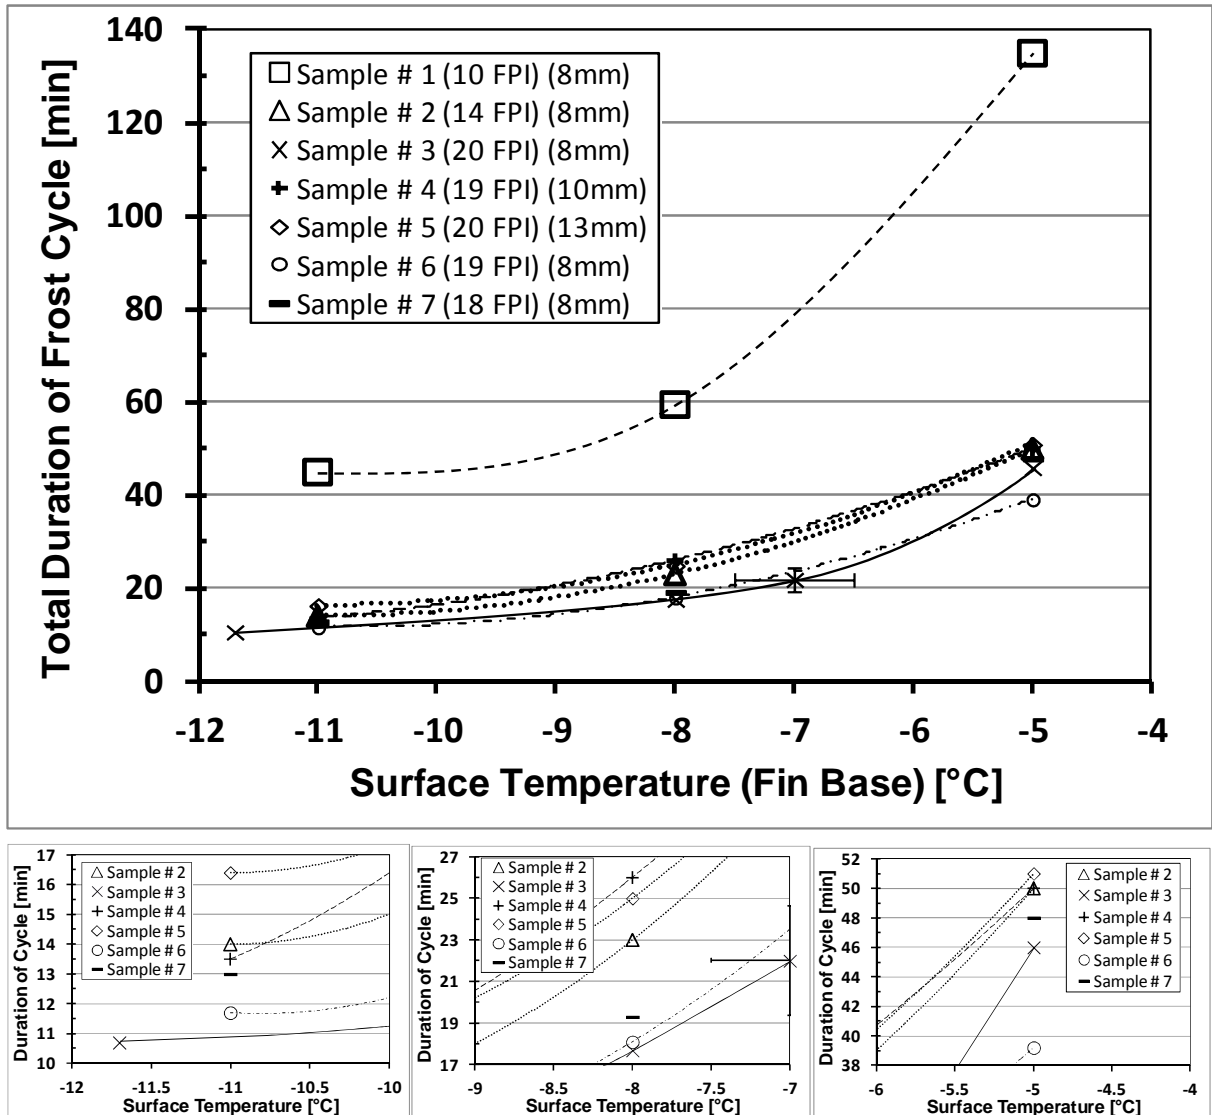 Total Duration of Frost Cycle [min]
140
120
100
80
60
40
20
0
Sample # 1 (10 FPI) (8mm)
Sample # 2 (14 FPI) (8mm)
Sample # 3 (20 FPI) (8mm)
Sample # 4 (19 FPI) (10mm)
Sample # 5 (20 FPI) (13mm)
Sample # 6 (19 FPI) (8mm)
Sample # 7 (18 FPI) (8mm)
-12 -11 -10 -9 -8 -7 -6 -5 -4
Surface Temperature (Fin Base) [°C]
Duration of Cycle [min]
17
16
15
14
13
12
11
10
Sample # 2
Sample # 3
Sample # 4
Sample # 5
Sample # 6
Sample # 7
-12 -11.5 -11 -10.5 -10
Surface Temperature [°C]
Duration of Cycle [min]
27
25
23
21
19
17
Sample # 2
Sample # 3
Sample # 4
Sample # 5
Sample # 6
Sample # 7
-9 -8.5 -8 -7.5 -7
Surface Temperature [°C]
Duration of Cycle [min]
52
50
48
46
44
42
40
38
Sample # 2
Sample # 3
Sample # 4
Sample # 5
Sample # 6
Sample # 7
-6 -5.5 -5 -4.5 -4
Surface Temperature [°C]